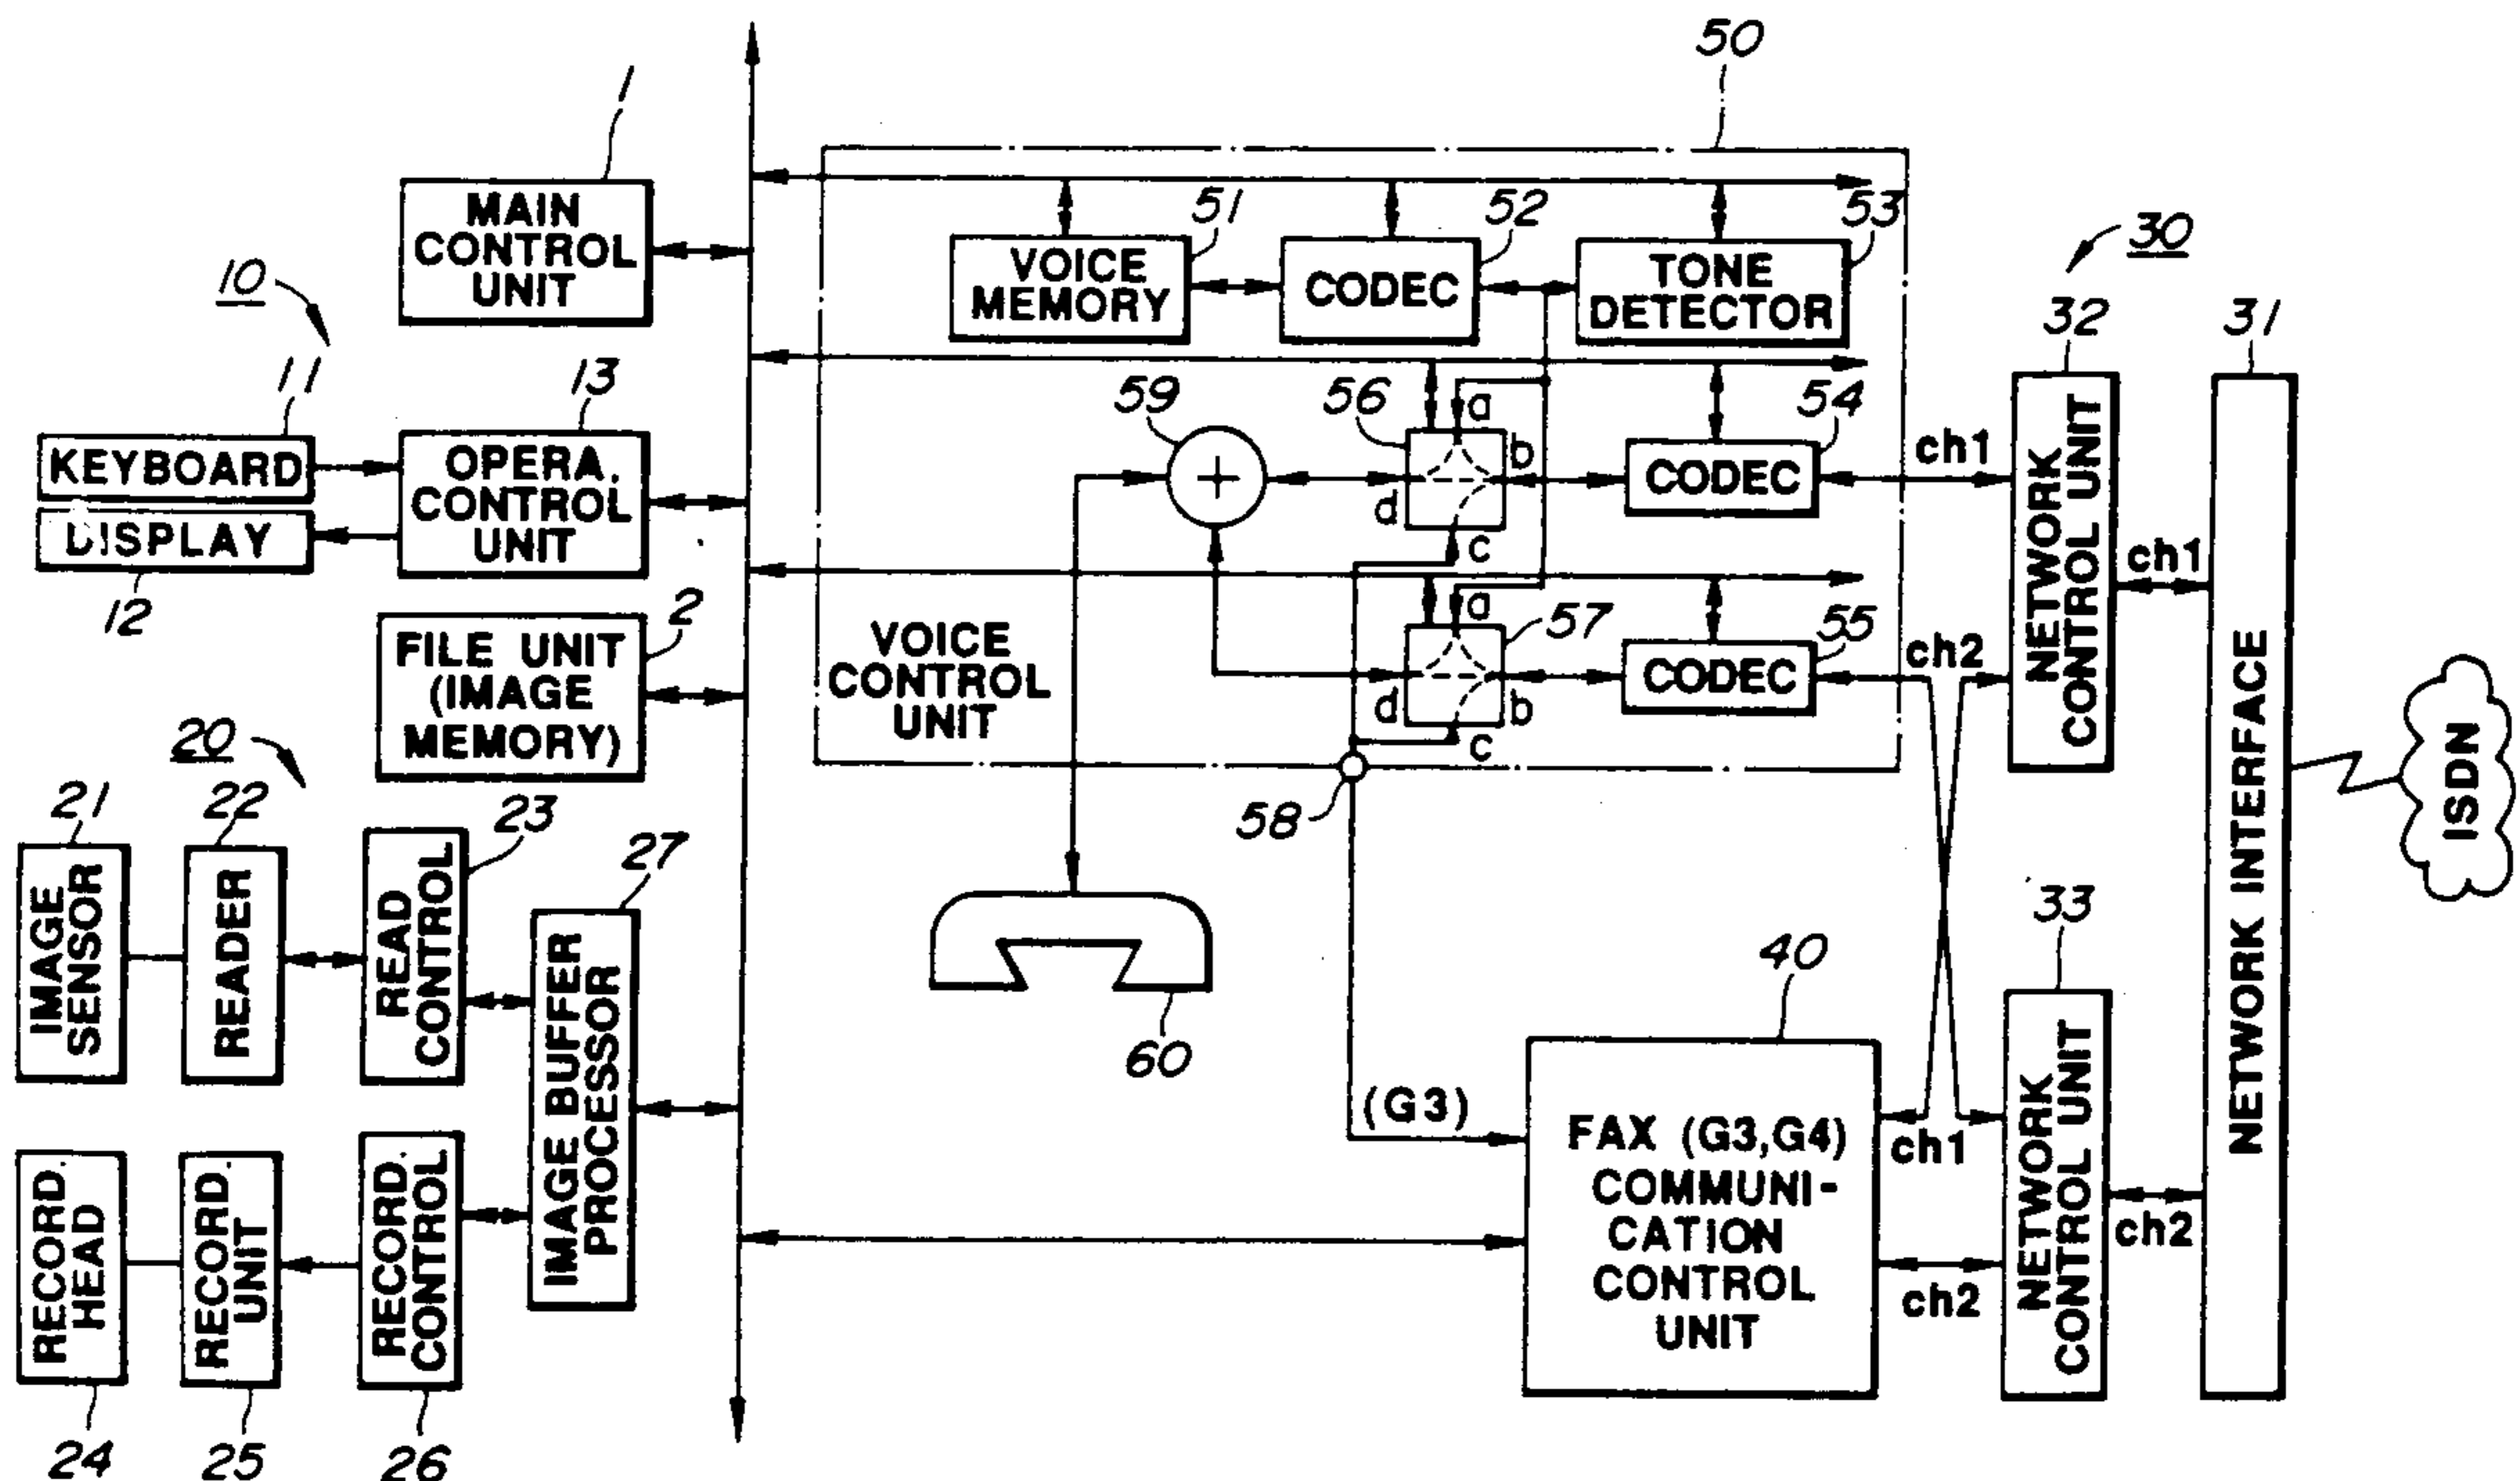 50
1
MAIN
CONTROL
UNIT
51
52
53
VOICE
MEMORY
CODEC
TONE
DETECTOR
30
10
32
31
11
13
59
56
a
54
KEYBOARD
OPERA.
CONTROL
UNIT
+
b
CODEC
ch1
NETWORK
CONTROL UNIT
DISPLAY
d
c
ch1
12
2
a
57
55
ch2
FILE UNIT
(IMAGE
MEMORY)
VOICE
CONTROL
UNIT
d
b
CODEC
c
NETWORK INTERFACE
ISDN
20
58
21
22
23
27
IMAGE
SENSOR
READER
READ
CONTROL
IMAGE BUFFER
PROCESSOR
60
40
33
(G3)
FAX (G3,G4)
COMMUNI-
CATION
CONTROL
UNIT
ch1
ch2
NETWORK
CONTROL UNIT
ch2
RECORD
HEAD
RECORD
UNIT
RECORD
CONTROL
24
25
26